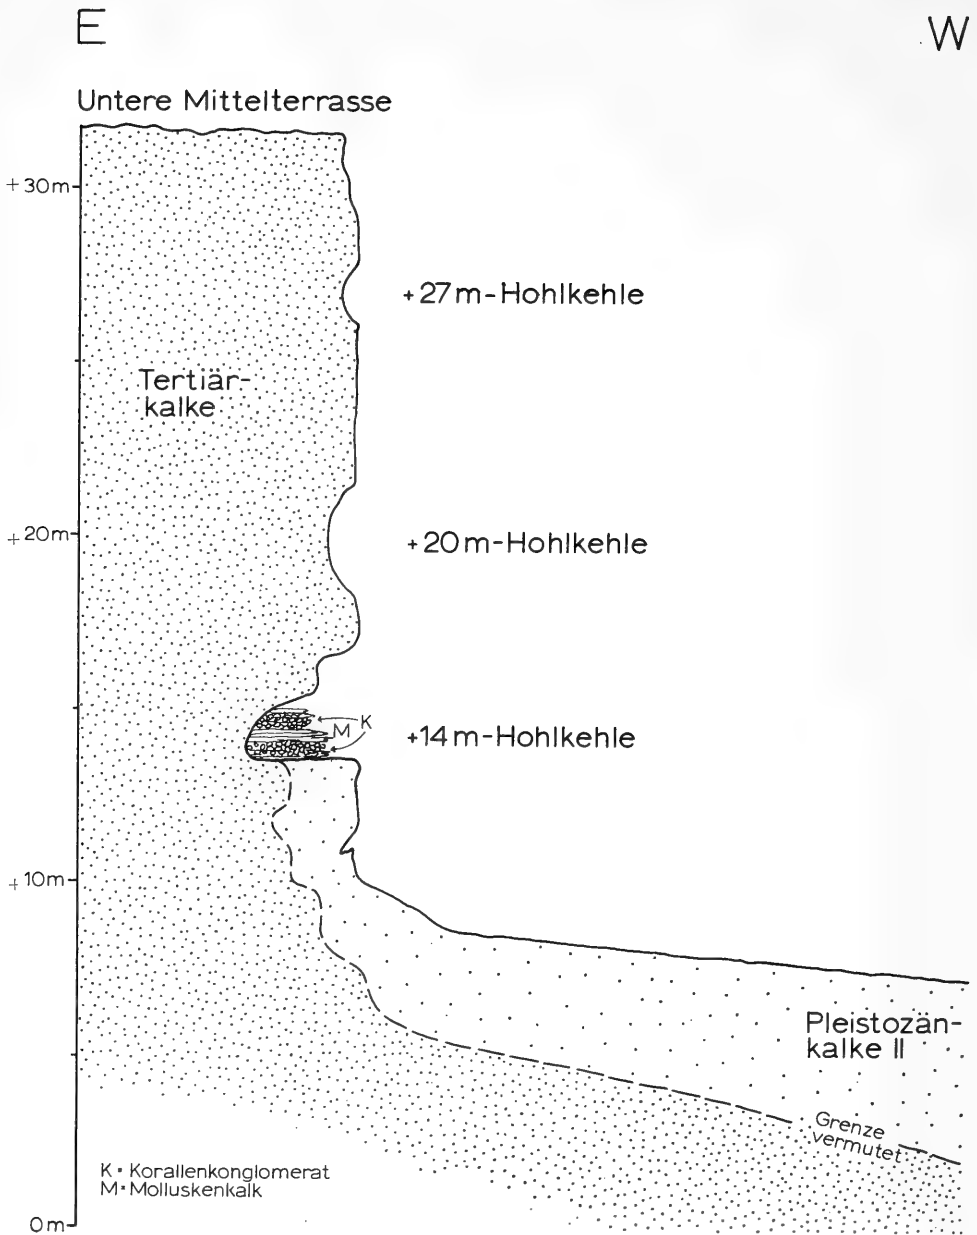 E W
Untere Mittelterrasse
+30m
+27m-Hohlkehle
Tertiär-
kalke
+20m
+20m-Hohlkehle
K
M
+14m-Hohlkehle
+10m
Pleistozän-
kalke II
Grenze
vermutet
K = Korallenkonglomerat
M = Molluskenkalk
0m